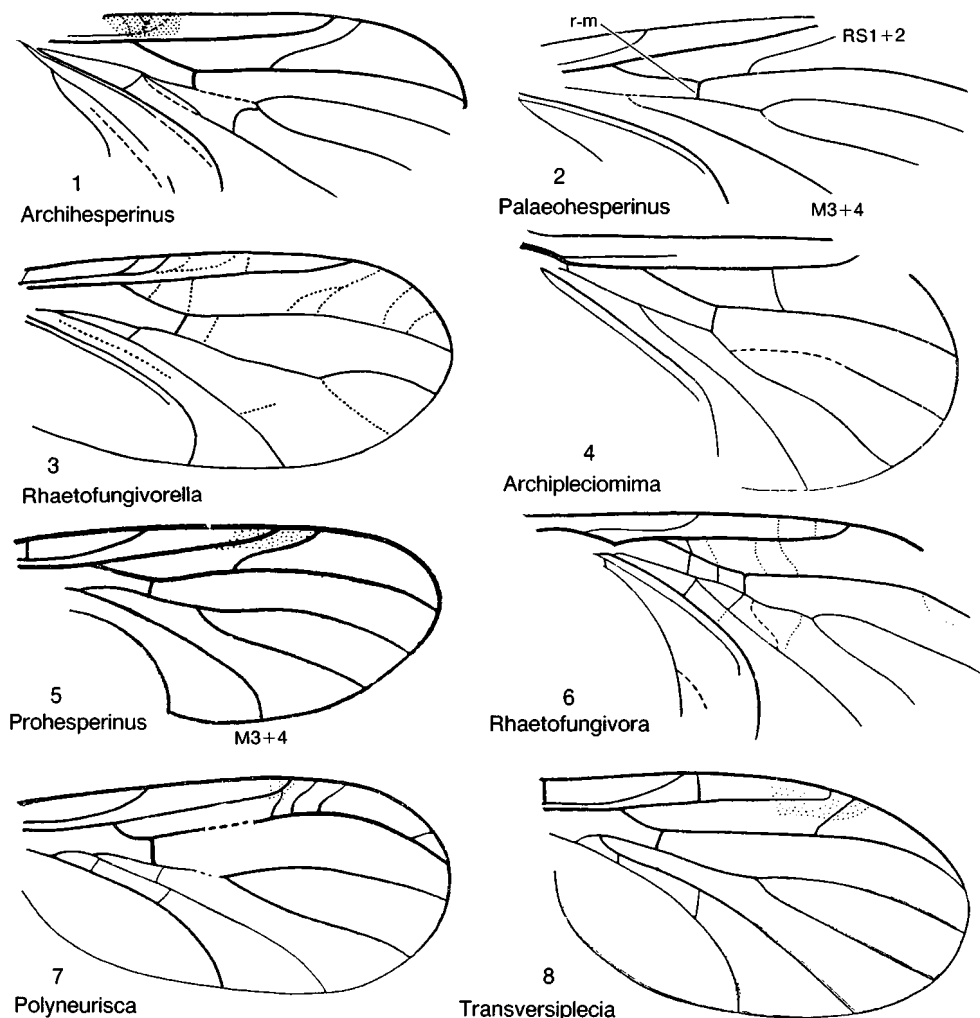 1
Archihesperinus
r-m
RS1+2
2
Palaeohesperinus
M3+4
3
Rhaetofungivorella
4
Archipleciomima
5
Prohesperinus
M3+4
6
Rhaetofungivora
7
Polyneurisca
8
Transversiplecia